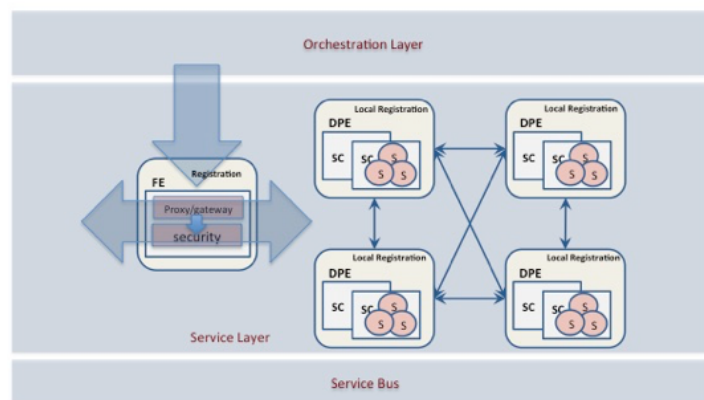 Orchestration Layer
Registration
FE
Proxy/gateway
security
Local Registration
DPE
SC
SC
S
S
S
Local Registration
DPE
SC
SC
S
S
S
Local Registration
DPE
SC
SC
S
S
S
Local Registration
DPE
SC
SC
S
S
S
Service Layer
Service Bus